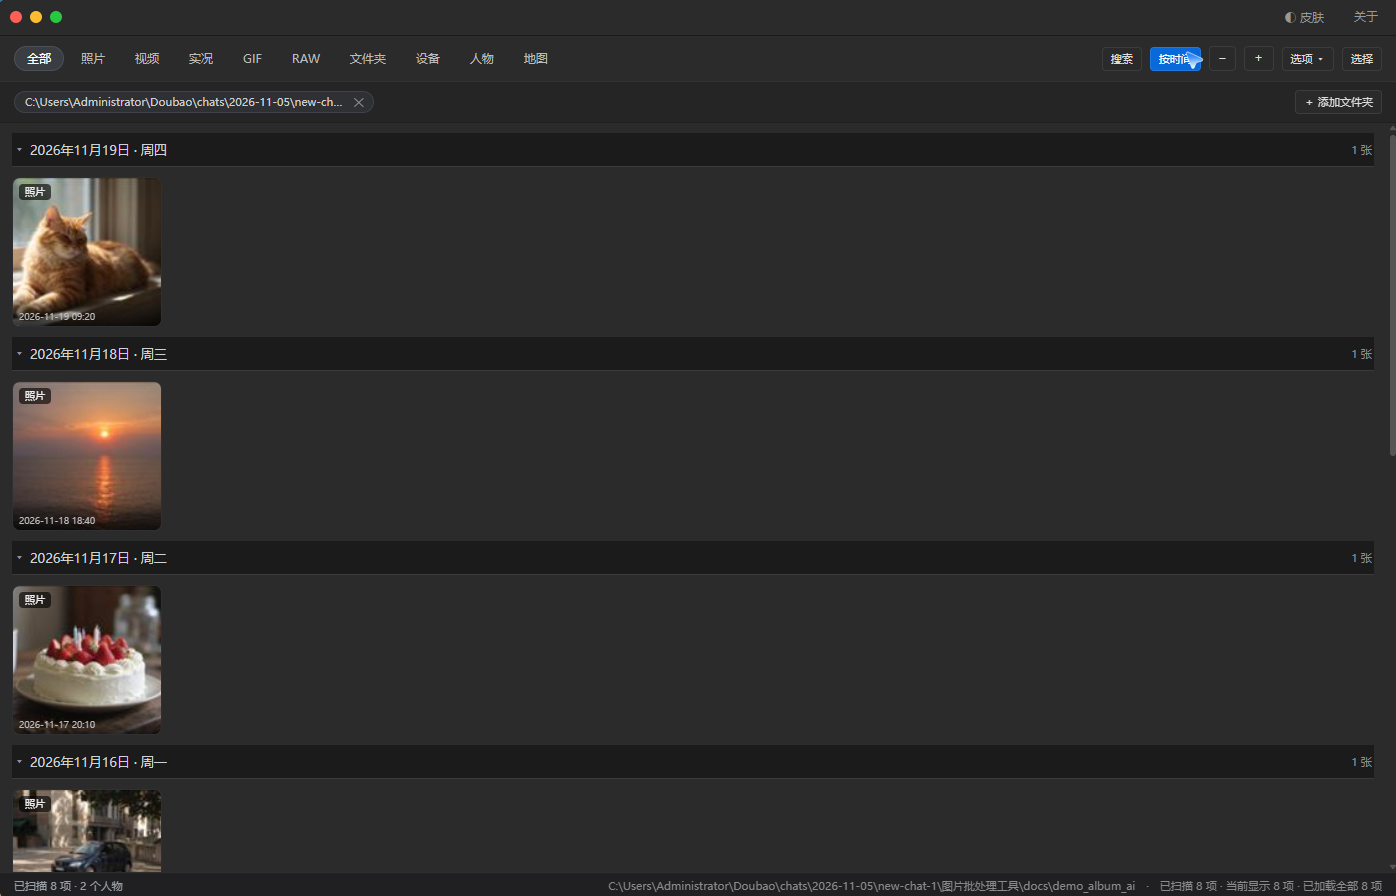 皮肤 关于
全部 照片 视频 实况 GIF RAW 文件夹 设备 人物 地图 搜索 按时间 − + 选项 选择
C:\Users\Administrator\Doubao\chats\2026-11-05\new-ch... + 添加文件夹
2026年11月19日 · 周四 1 张
照片
2026-11-19 09:20
2026年11月18日 · 周三 1 张
照片
2026-11-18 18:40
2026年11月17日 · 周二 1 张
照片
2026-11-17 20:10
2026年11月16日 · 周一 1 张
照片
已扫描 8 项 · 2 个人物 C:\Users\Administrator\Doubao\chats\2026-11-05\new-chat-1\图片批处理工具\docs\demo_album_ai · 已扫描 8 项 · 当前显示 8 项 · 已加载全部 8 项